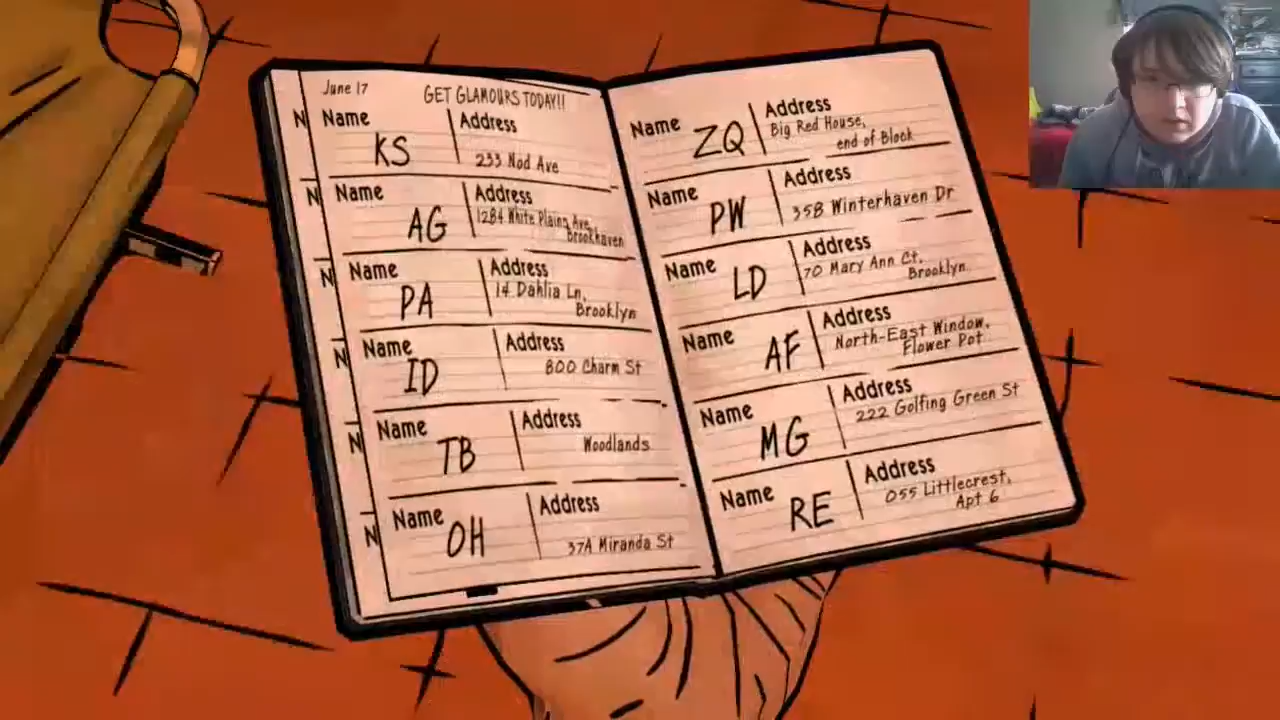 June 17
GET GLAMOURS TODAY!!
N
Name
KS
Address
233 Nod Ave
N
Name
AG
Address
1284 White Plains Ave,
Brookhaven
N
Name
PA
Address
14 Dahlia Ln,
Brooklyn
N
Name
ID
Address
800 Charm St
N
Name
TB
Address
Woodlands
N
Name
OH
Address
37A Miranda St
Name
ZQ
Address
Big Red House,
end of Block
Name
PW
Address
358 Winterhaven Dr
Name
LD
Address
70 Mary Ann Ct,
Brooklyn
Name
AF
Address
North-East Window,
Flower Pot
Name
MG
Address
222 Golfing Green St
Name
RE
Address
055 Littlecrest,
Apt 6